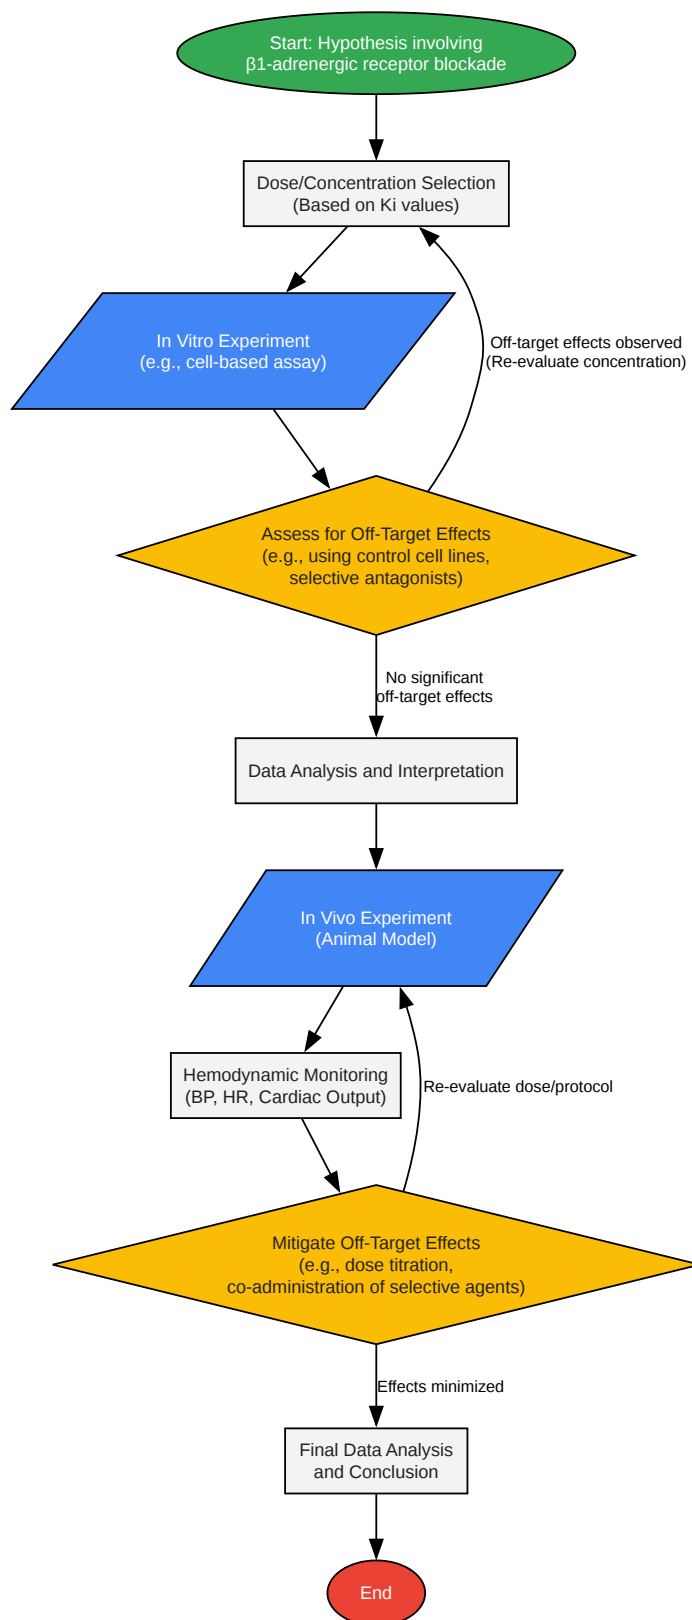 Start: Hypothesis involving
β1-adrenergic receptor blockade
Dose/Concentration Selection
(Based on Ki values)
In Vitro Experiment
(e.g., cell-based assay)
Off-target effects observed
(Re-evaluate concentration)
Assess for Off-Target Effects
(e.g., using control cell lines,
selective antagonists)
No significant
off-target effects
Data Analysis and Interpretation
In Vivo Experiment
(Animal Model)
Hemodynamic Monitoring
(BP, HR, Cardiac Output)
Re-evaluate dose/protocol
Mitigate Off-Target Effects
(e.g., dose titration,
co-administration of selective agents)
Effects minimized
Final Data Analysis
and Conclusion
End